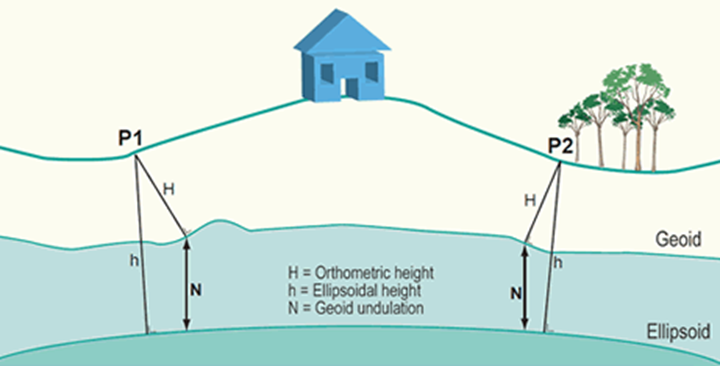 P1
P2
H
H
Geoid
h
h
H = Orthometric height
h = Ellipsoidal height
N = Geoid undulation
N
N
Ellipsoid